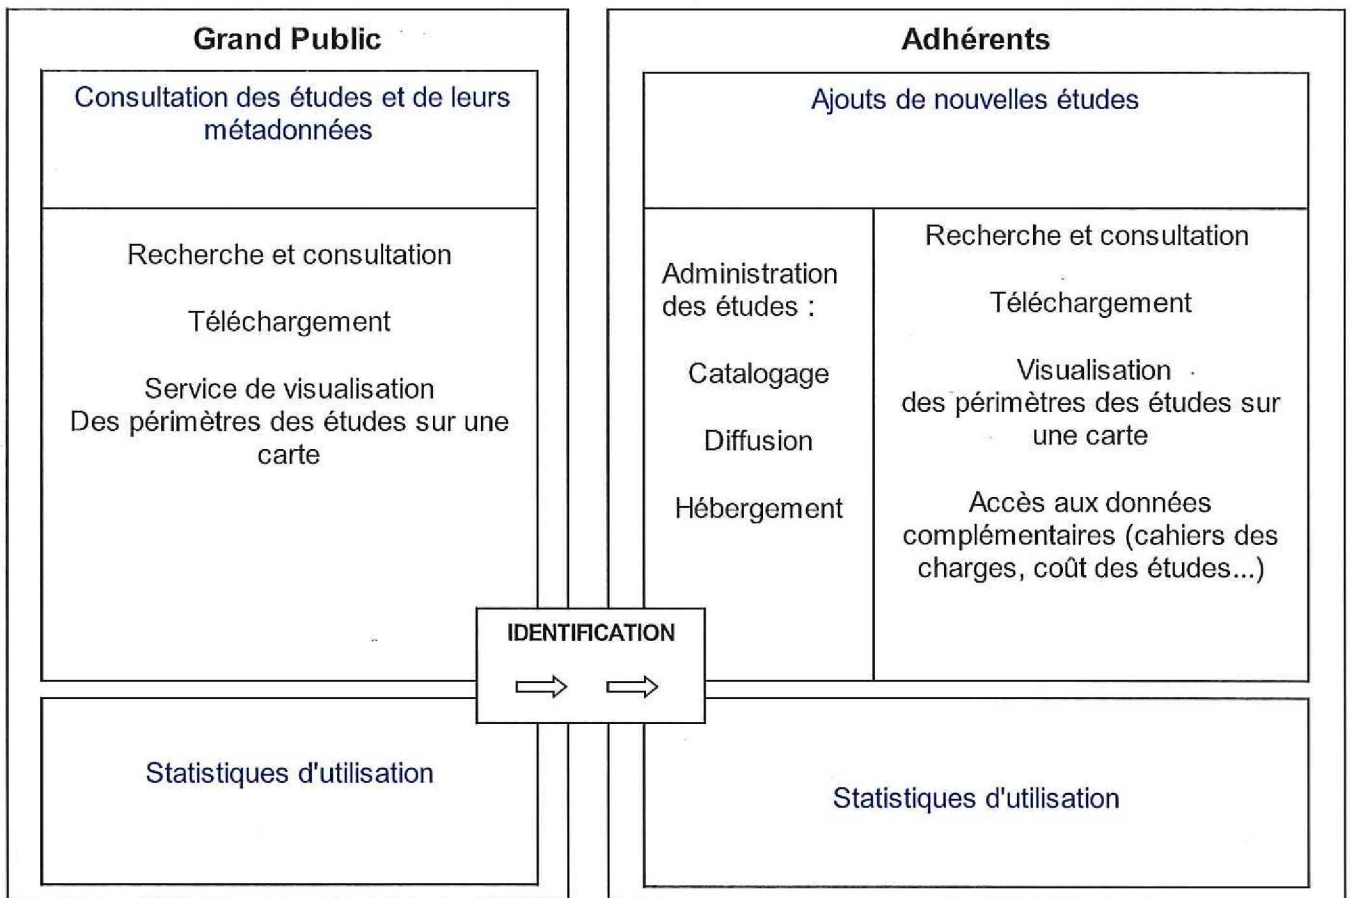 Grand Public
Consultation des études et de leurs
métadonnées
Recherche et consultation
Téléchargement
Service de visualisation
Des périmètres des études sur une
carte
Statistiques d'utilisation
IDENTIFICATION
Adhérents
Ajouts de nouvelles études
Administration
des études :
Catalogage
Diffusion
Hébergement
Recherche et consultation
Téléchargement
Visualisation
des périmètres des études sur
une carte
Accès aux données
complémentaires (cahiers des
charges, coût des études...)
Statistiques d'utilisation